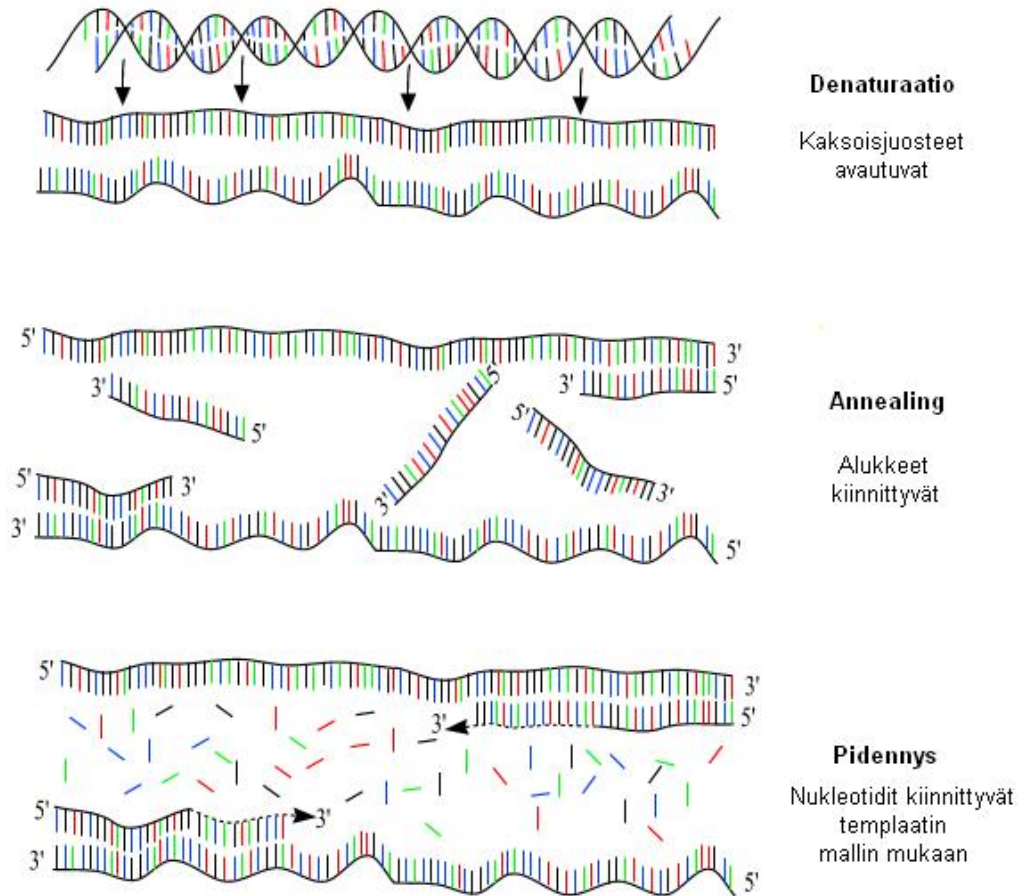 Denaturaatio
Kaksoisjuosteet
avautuvat
5'
3'
3'
5'
5'
3'
3'
5'
5'
3'
5'
3'
3'
5'
Annealing
Alukkeet
kiinnittyvät
5'
3'
3'
5'
5'
3'
3'
5'
Pidennys
Nukleotidit kiinnittyvät
templaatin
mallin mukaan